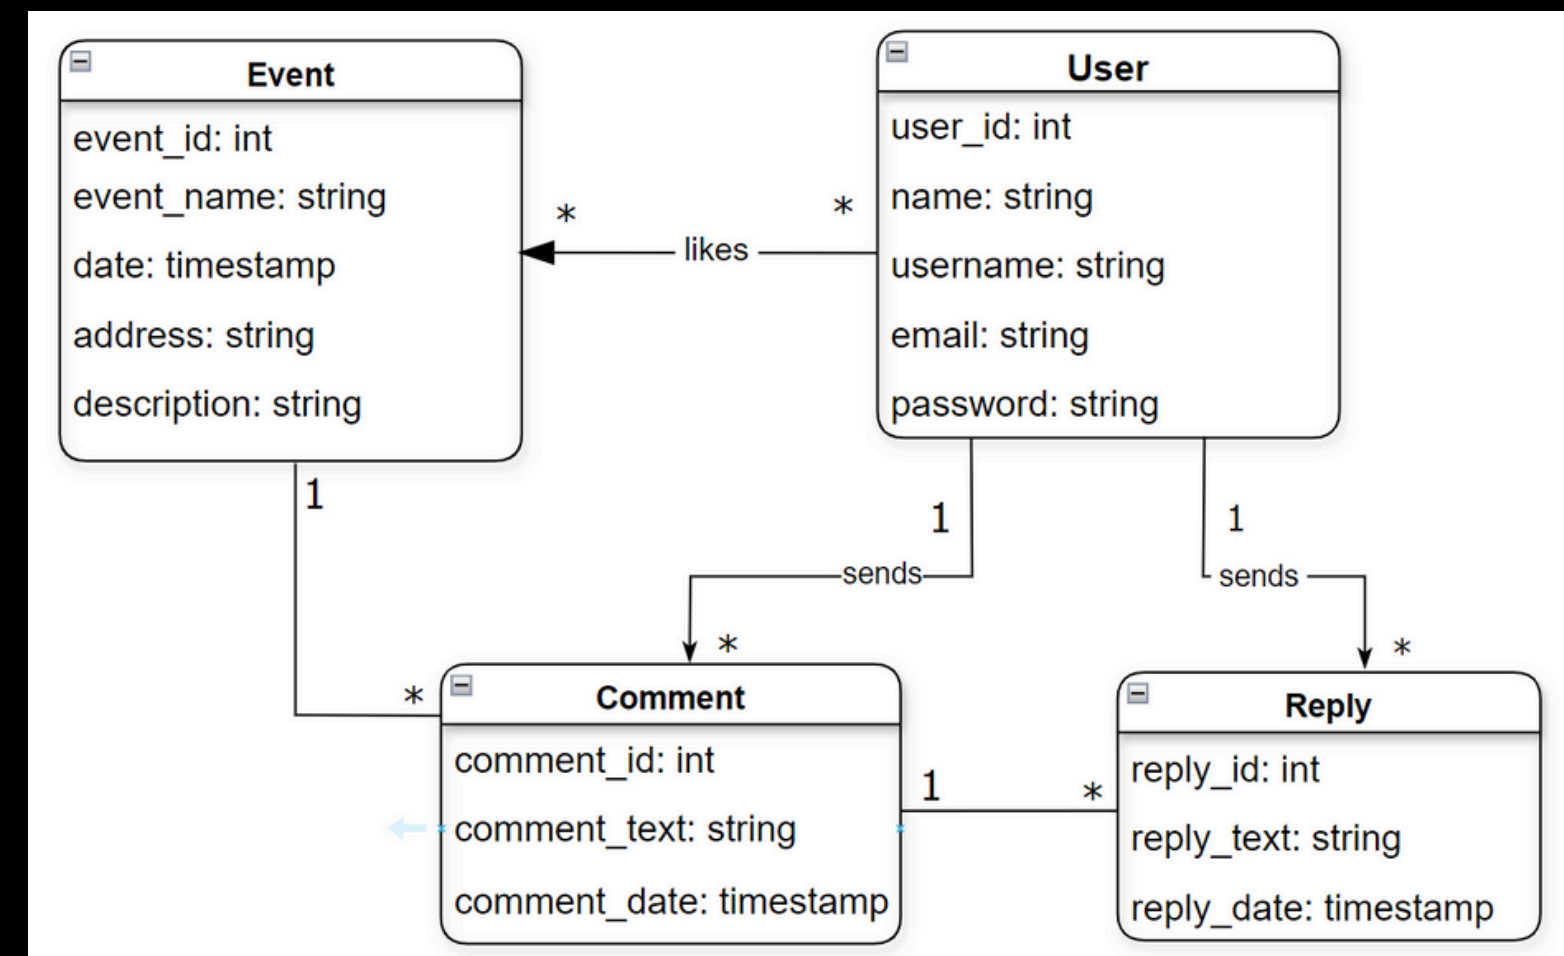 Event
event_id: int
event_name: string
date: timestamp
address: string
description: string
* likes *
User
user_id: int
name: string
username: string
email: string
password: string
1
1
1
sends
sends
*
*
*
Comment
comment_id: int
comment_text: string
comment_date: timestamp
1 *
Reply
reply_id: int
reply_text: string
reply_date: timestamp